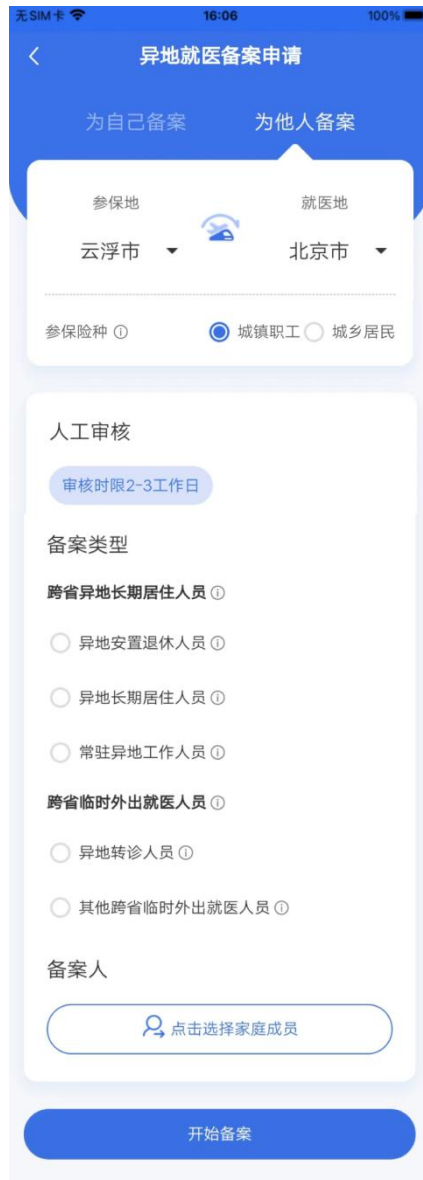 无SIM卡 16:06 100%
异地就医备案申请
为自己备案 为他人备案
参保地 就医地
云浮市 北京市
参保险种 城镇职工 城乡居民
人工审核
审核时限2-3工作日
备案类型
跨省异地长期居住人员
异地安置退休人员
异地长期居住人员
常驻异地工作人员
跨省临时外出就医人员
异地转诊人员
其他跨省临时外出就医人员
备案人
点击选择家庭成员
开始备案